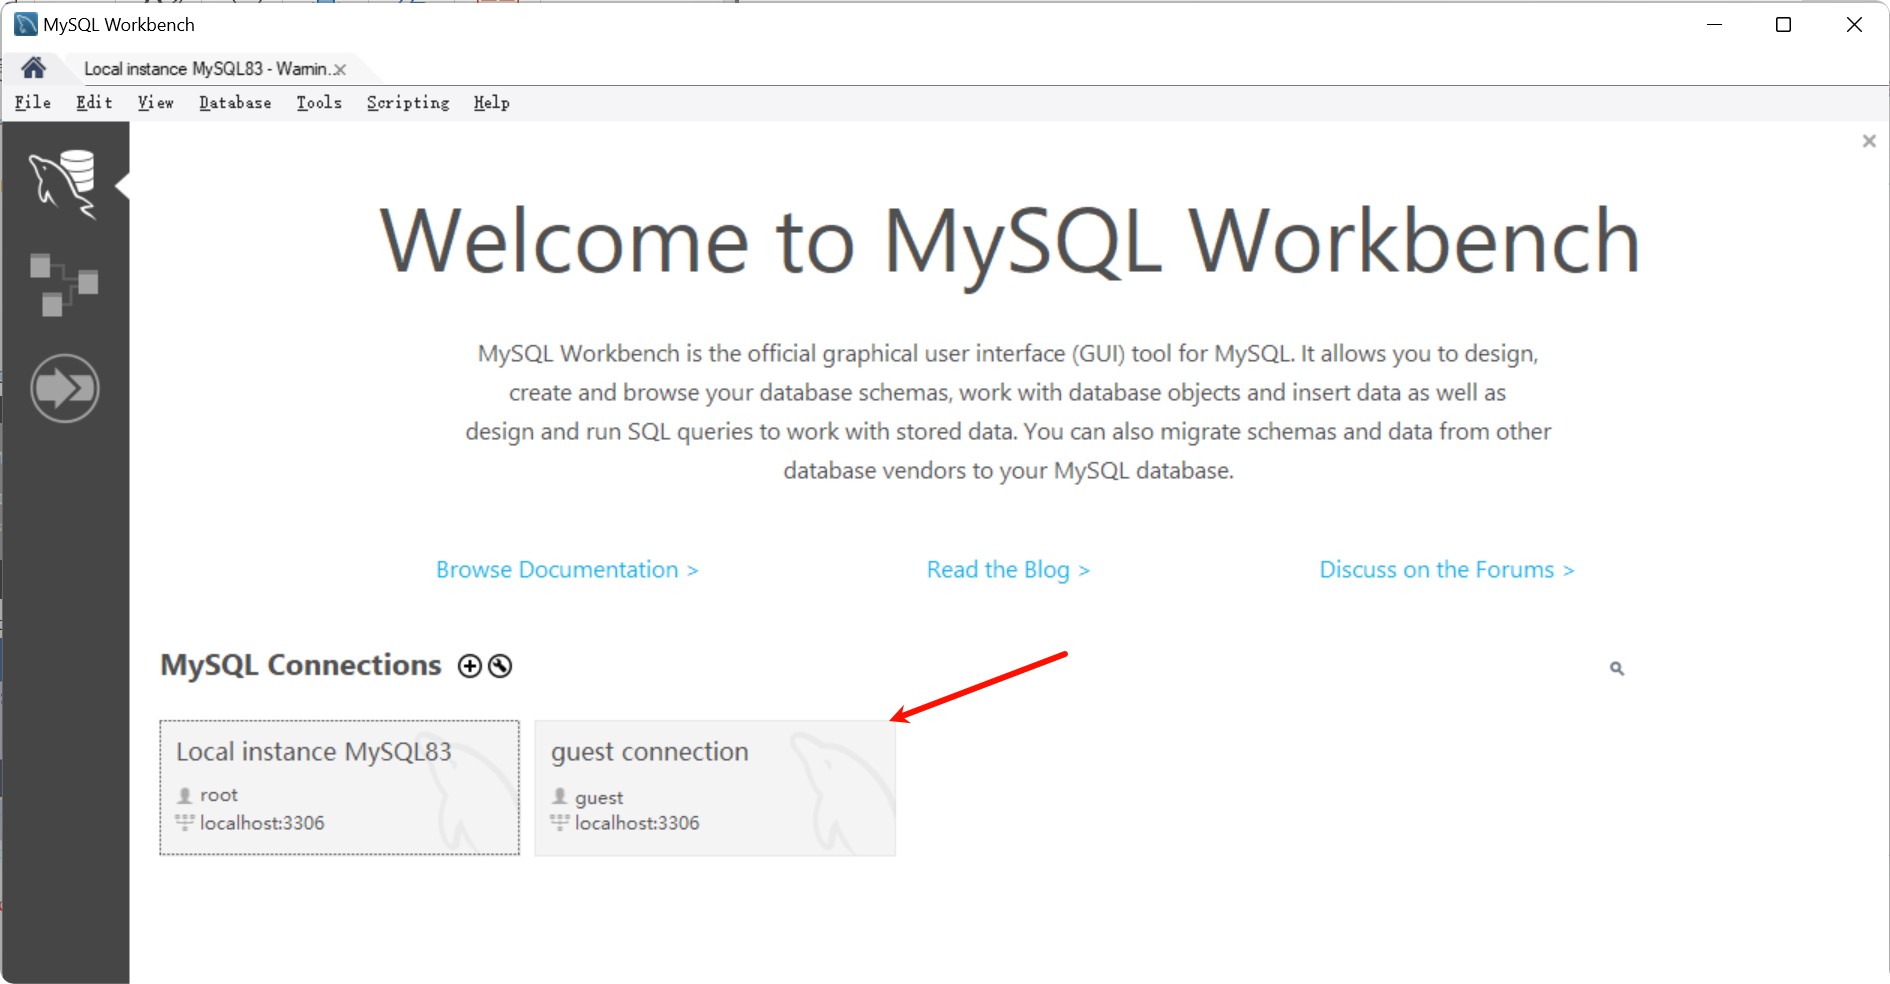 MySQL Workbench
Local instance MySQL83 - Warnin..
File Edit View Database Tools Scripting Help
Welcome to MySQL Workbench
MySQL Workbench is the official graphical user interface (GUI) tool for MySQL. It allows you to design,
create and browse your database schemas, work with database objects and insert data as well as
design and run SQL queries to work with stored data. You can also migrate schemas and data from other
database vendors to your MySQL database.
Browse Documentation > Read the Blog > Discuss on the Forums >
MySQL Connections
Local instance MySQL83
root
localhost:3306
guest connection
guest
localhost:3306